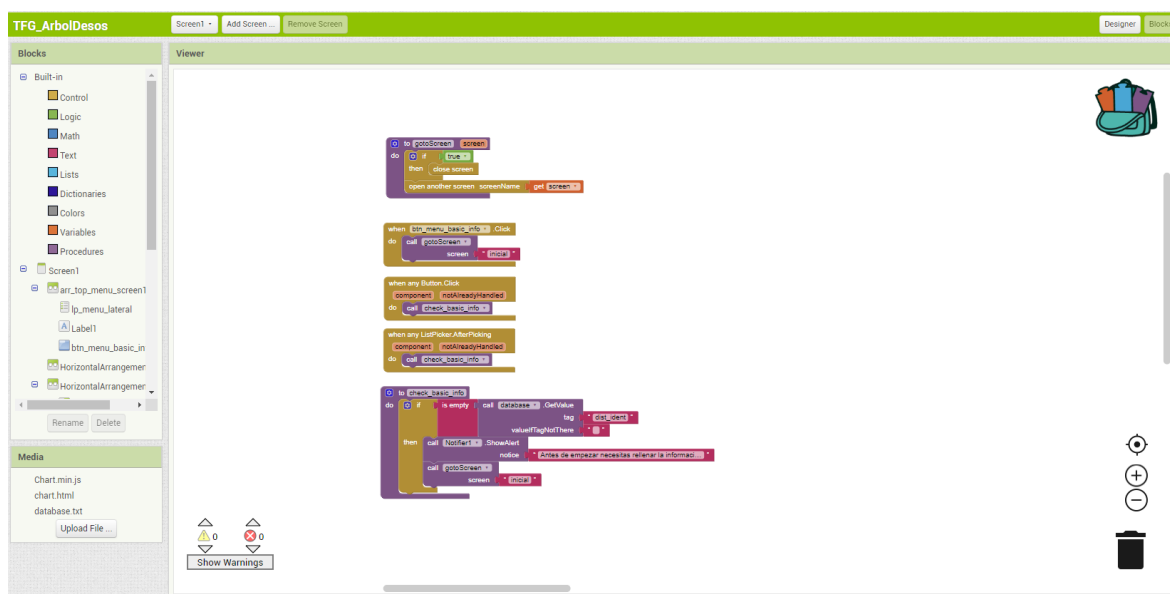 TFG_ArbolDesos
Screen1
Add Screen ...
Remove Screen
Designer
Blocks
Blocks
Viewer
Built-in
Control
Logic
Math
Text
Lists
Dictionaries
Colors
Variables
Procedures
Screen1
arr_top_menu_screen1
lp_menu_lateral
Label1
btn_menu_basic_in
HorizontalArrangemer
HorizontalArrangemer
Rename Delete
Media
Chart.min.js
chart.html
database.txt
Upload File ...
to gotoScreen screen
do if true
then close screen
open another screen screenName get screen
when btn_menu_basic_info .Click
do call gotoScreen
screen " inicial "
when any Button.Click
component notAlreadyHandled
do call check_basic_info
when any ListPicker.AfterPicking
component notAlreadyHandled
do call check_basic_info
to check_basic_info
do if is empty call database .GetValue
tag " dist_ident "
valueIfTagNotThere " "
then call Notifier1 .ShowAlert
notice " Antes de empezar necesitas rellenar la informaci... "
call gotoScreen
screen " inicial "
0 0
Show Warnings